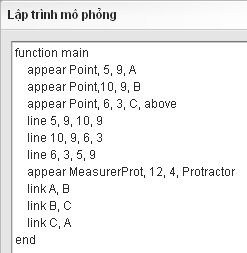 Lập trình mô phỏng
function main
appear Point, 5, 9, A
appear Point,10, 9, B
appear Point, 6, 3, C, above
line 5, 9, 10, 9
line 10, 9, 6, 3
line 6, 3, 5, 9
appear MeasurerProt, 12, 4, Protractor
link A, B
link B, C
link C, A
end